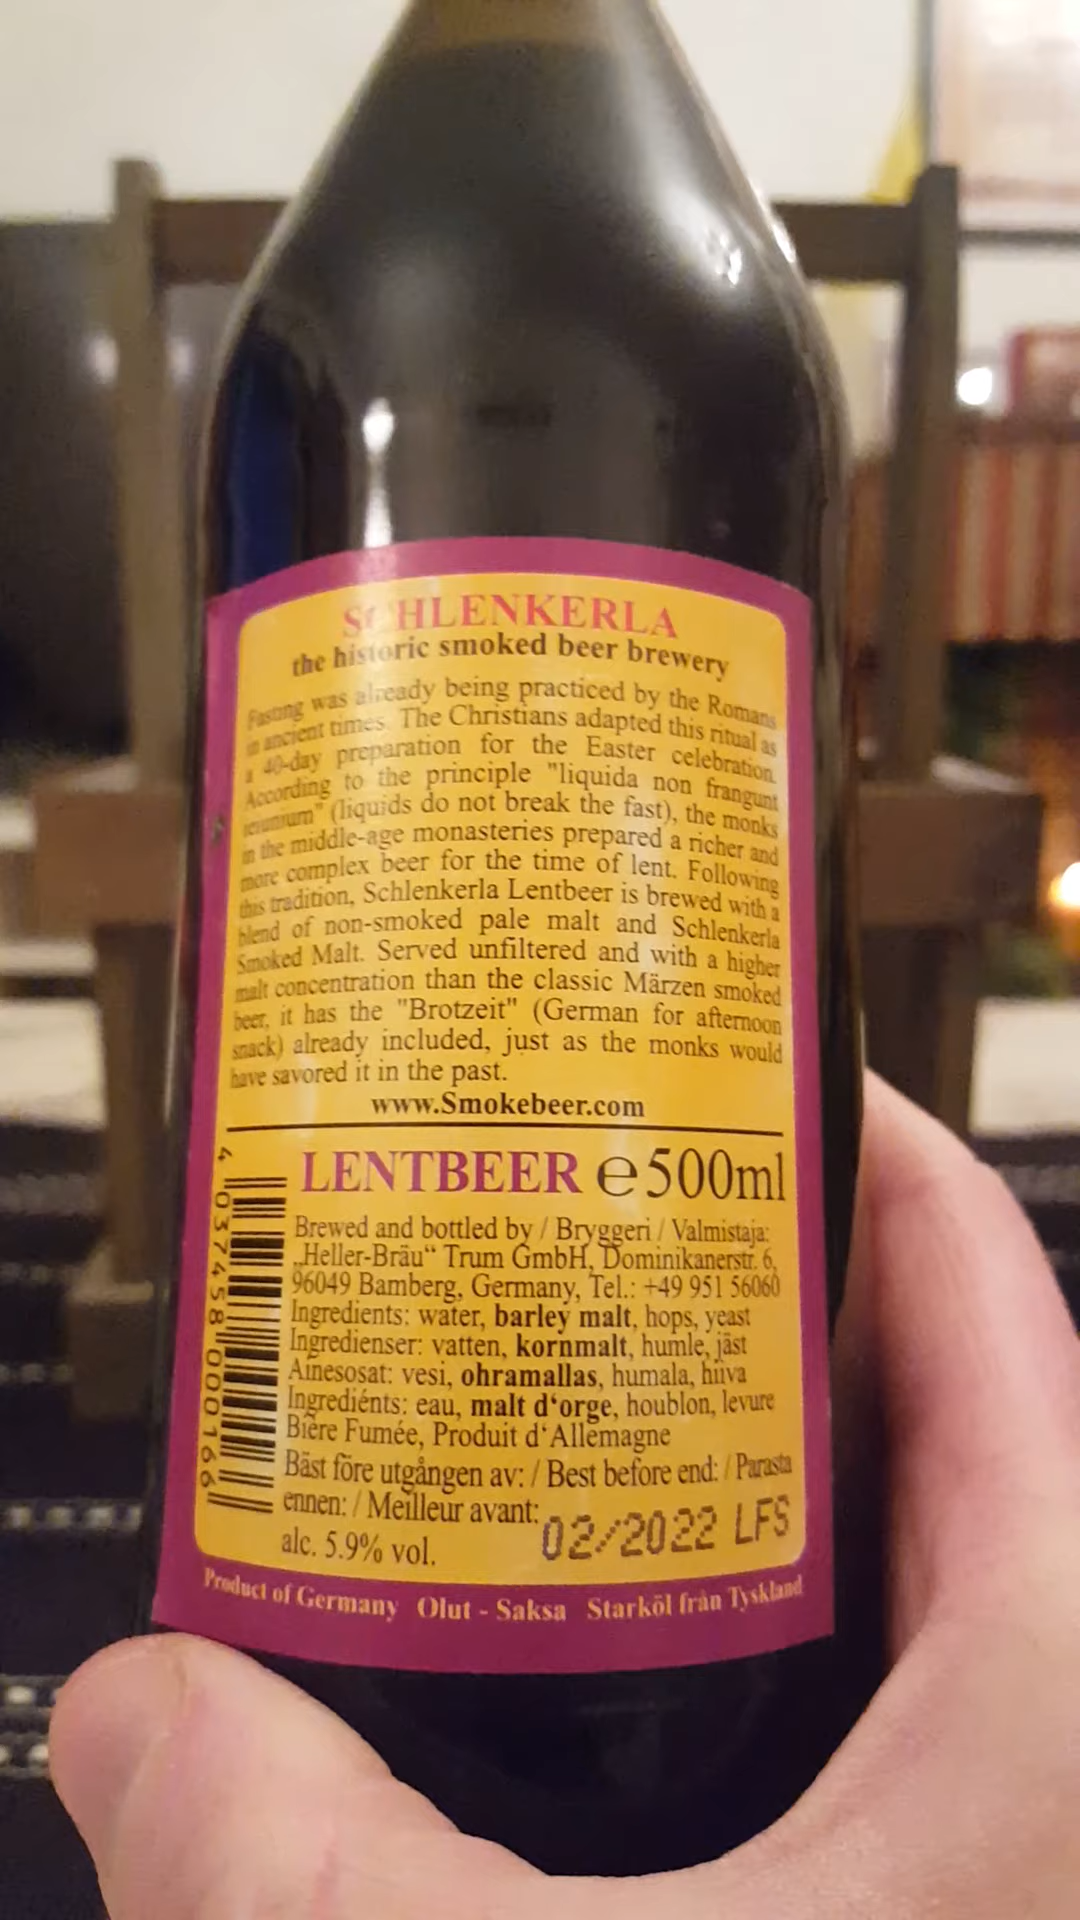 SCHLENKERLA
the historic smoked beer brewery
Fasting was already being practiced by the Romans
in ancient times. The Christians adapted this ritual as
a 40-day preparation for the Easter celebration.
According to the principle "liquida non frangunt
ieiunium" (liquids do not break the fast), the monks
in the middle-age monasteries prepared a richer and
more complex beer for the time of lent. Following
this tradition, Schlenkerla Lentbeer is brewed with a
blend of non-smoked pale malt and Schlenkerla
Smoked Malt. Served unfiltered and with a higher
malt concentration than the classic Märzen smoked
beer, it has the "Brotzeit" (German for afternoon
snack) already included, just as the monks would
have savored it in the past.
www.Smokebeer.com
LENTBEER e 500ml
Brewed and bottled by / Bryggeri / Valmistaja:
„Heller-Bräu“ Trum GmbH, Dominikanerstr. 6,
96049 Bamberg, Germany, Tel.: +49 951 56060
Ingredients: water, barley malt, hops, yeast
Ingredienser: vatten, kornmalt, humle, jäst
Ainesosat: vesi, ohramallas, humala, hiiva
Ingrediénts: eau, malt d‘orge, houblon, levure
Bière Fumée, Produit d‘Allemagne
Bäst före utgången av: / Best before end: / Parasta
ennen: / Meilleur avant: 02/2022 LFS
alc. 5.9% vol.
4 037458 000166
Product of Germany Olut - Saksa Starköl från Tyskland